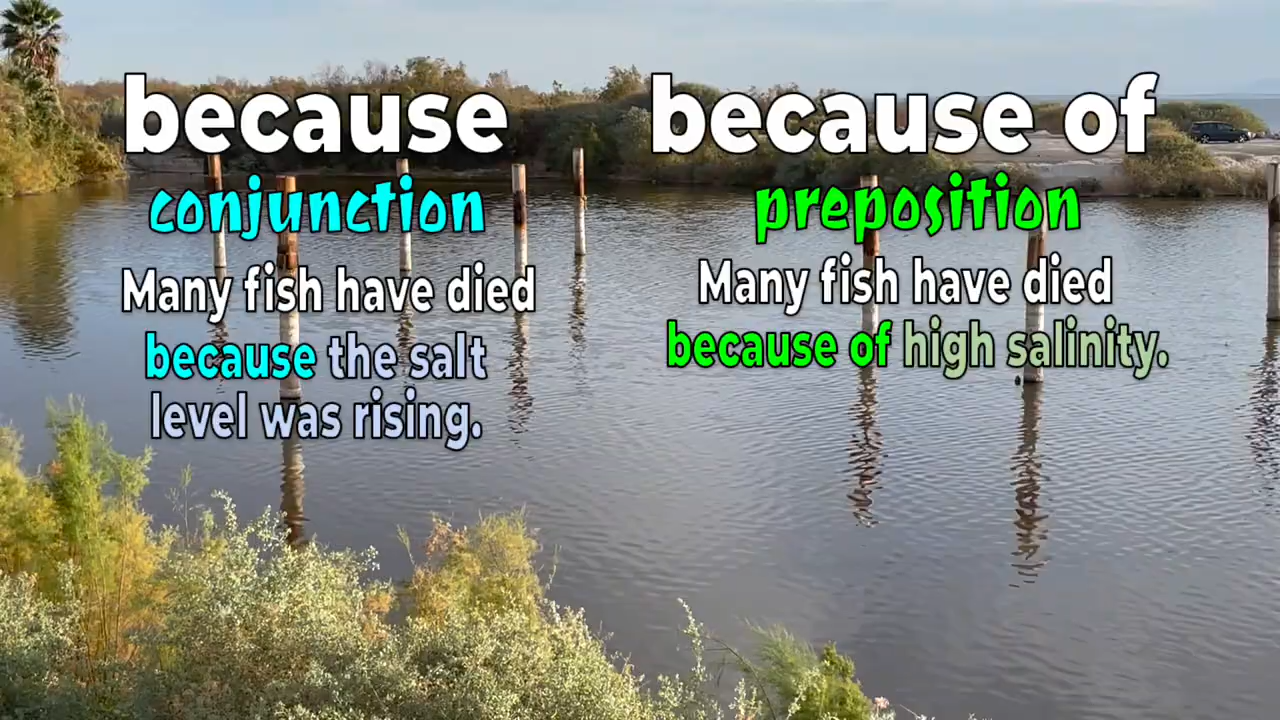 because
conjunction
Many fish have died
because the salt
level was rising.
because of
preposition
Many fish have died
because of high salinity.